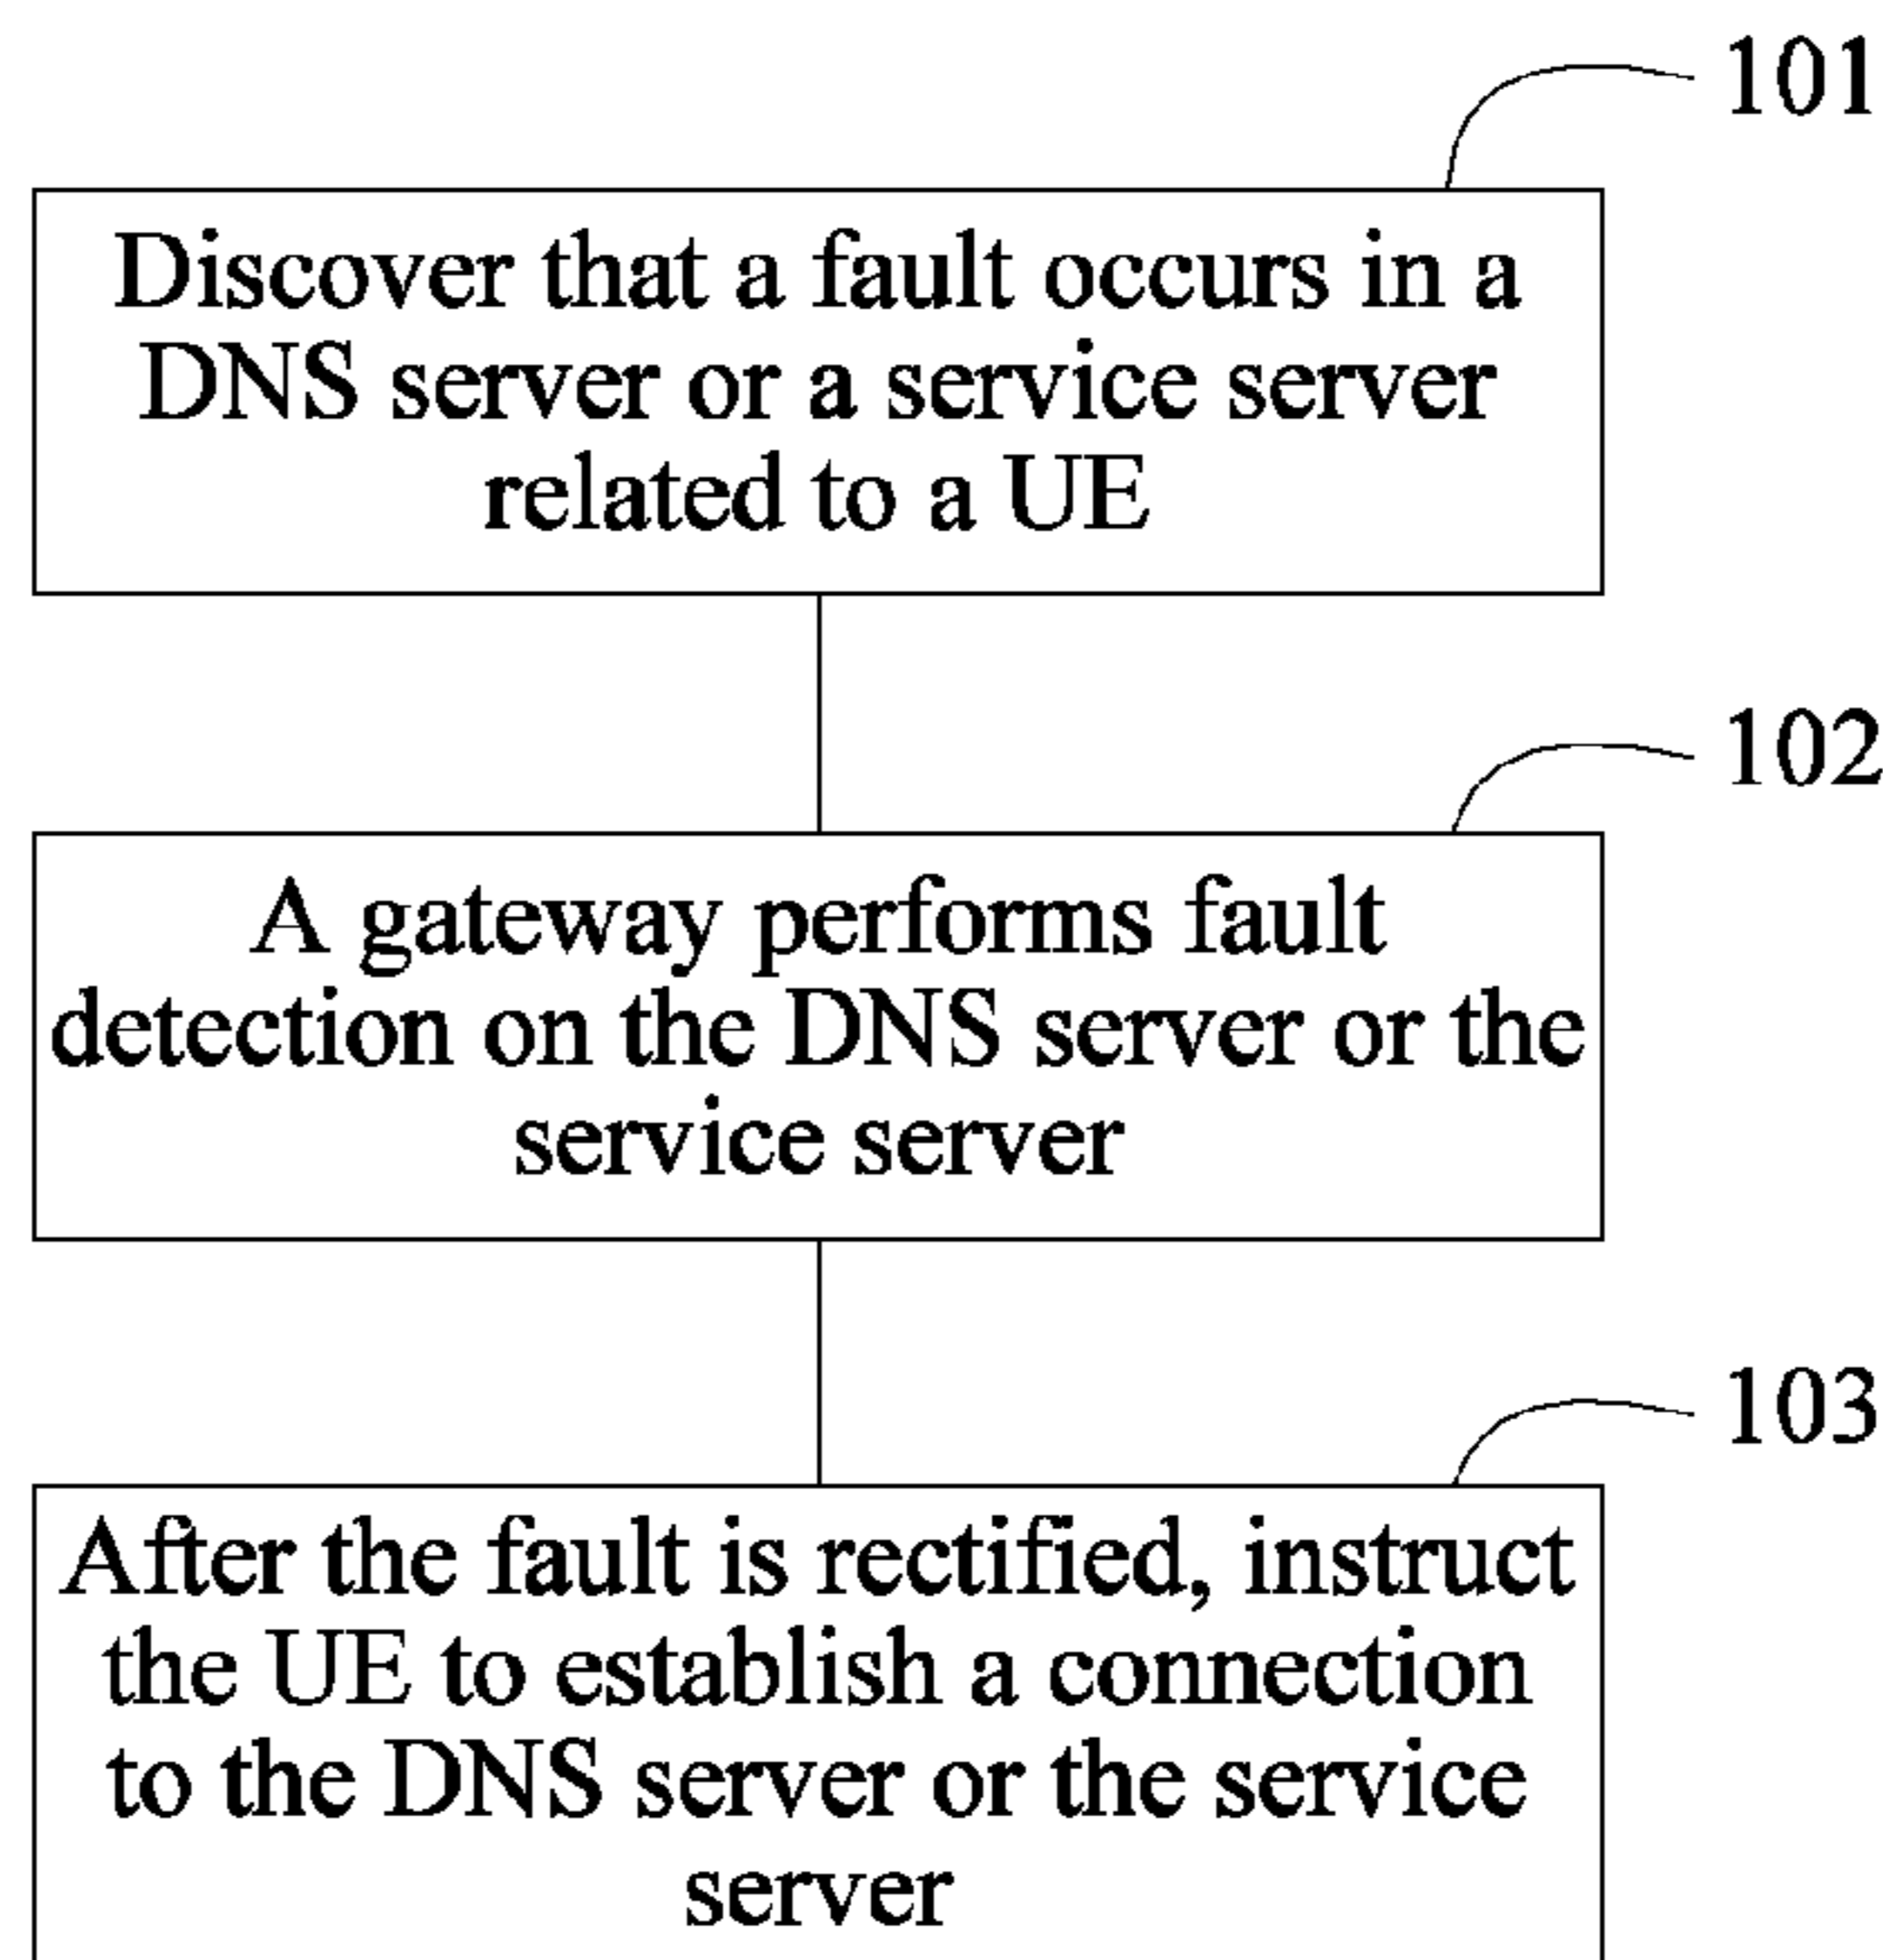 101
Discover that a fault occurs in a
DNS server or a service server
related to a UE
102
A gateway performs fault
detection on the DNS server or the
service server
103
After the fault is rectified, instruct
the UE to establish a connection
to the DNS server or the service
server